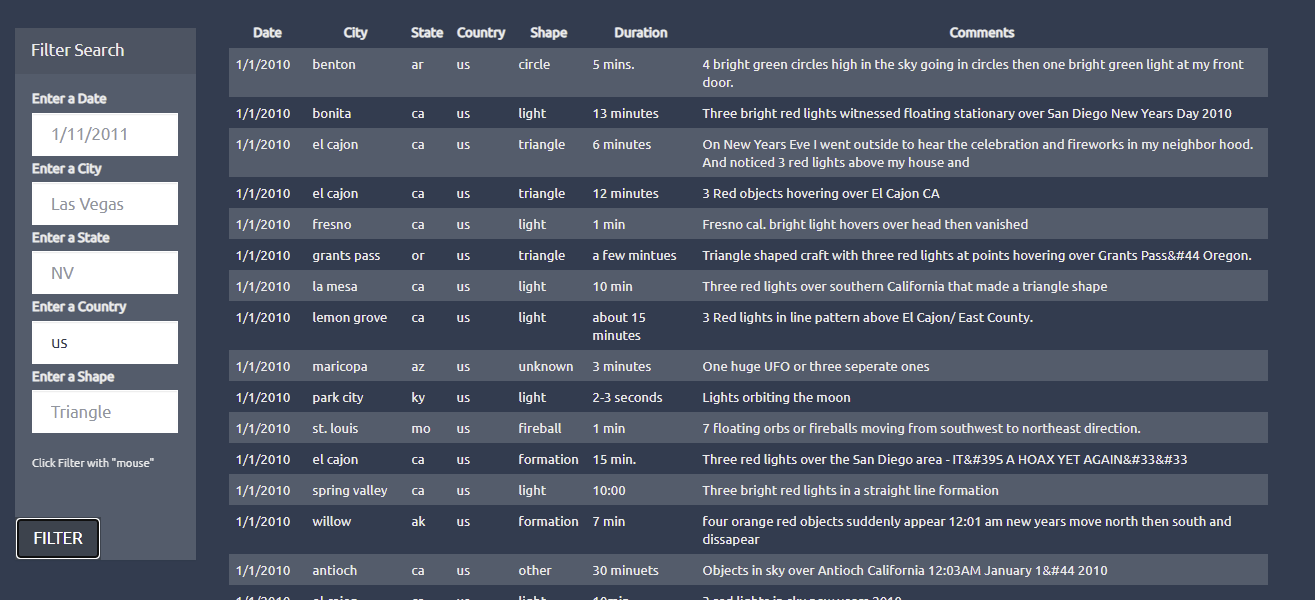 Filter Search
Enter a Date
1/11/2011
Enter a City
Las Vegas
Enter a State
NV
Enter a Country
us
Enter a Shape
Triangle
Click Filter with "mouse"
FILTER
Date City State Country Shape Duration Comments
1/1/2010 benton ar us circle 5 mins. 4 bright green circles high in the sky going in circles then one bright green light at my front
door.
1/1/2010 bonita ca us light 13 minutes Three bright red lights witnessed floating stationary over San Diego New Years Day 2010
1/1/2010 el cajon ca us triangle 6 minutes On New Years Eve I went outside to hear the celebration and fireworks in my neighbor hood.
And noticed 3 red lights above my house and
1/1/2010 el cajon ca us triangle 12 minutes 3 Red objects hovering over El Cajon CA
1/1/2010 fresno ca us light 1 min Fresno cal. bright light hovers over head then vanished
1/1/2010 grants pass or us triangle a few mintues Triangle shaped craft with three red lights at points hovering over Grants Pass&#44 Oregon.
1/1/2010 la mesa ca us light 10 min Three red lights over southern California that made a triangle shape
1/1/2010 lemon grove ca us light about 15 3 Red lights in line pattern above El Cajon/ East County.
minutes
1/1/2010 maricopa az us unknown 3 minutes One huge UFO or three seperate ones
1/1/2010 park city ky us light 2-3 seconds Lights orbiting the moon
1/1/2010 st. louis mo us fireball 1 min 7 floating orbs or fireballs moving from southwest to northeast direction.
1/1/2010 el cajon ca us formation 15 min. Three red lights over the San Diego area - IT&#395 A HOAX YET AGAIN&#33&#33
1/1/2010 spring valley ca us light 10:00 Three bright red lights in a straight line formation
1/1/2010 willow ak us formation 7 min four orange red objects suddenly appear 12:01 am new years move north then south and
dissapear
1/1/2010 antioch ca us other 30 minuets Objects in sky over Antioch California 12:03AM January 1&#44 2010